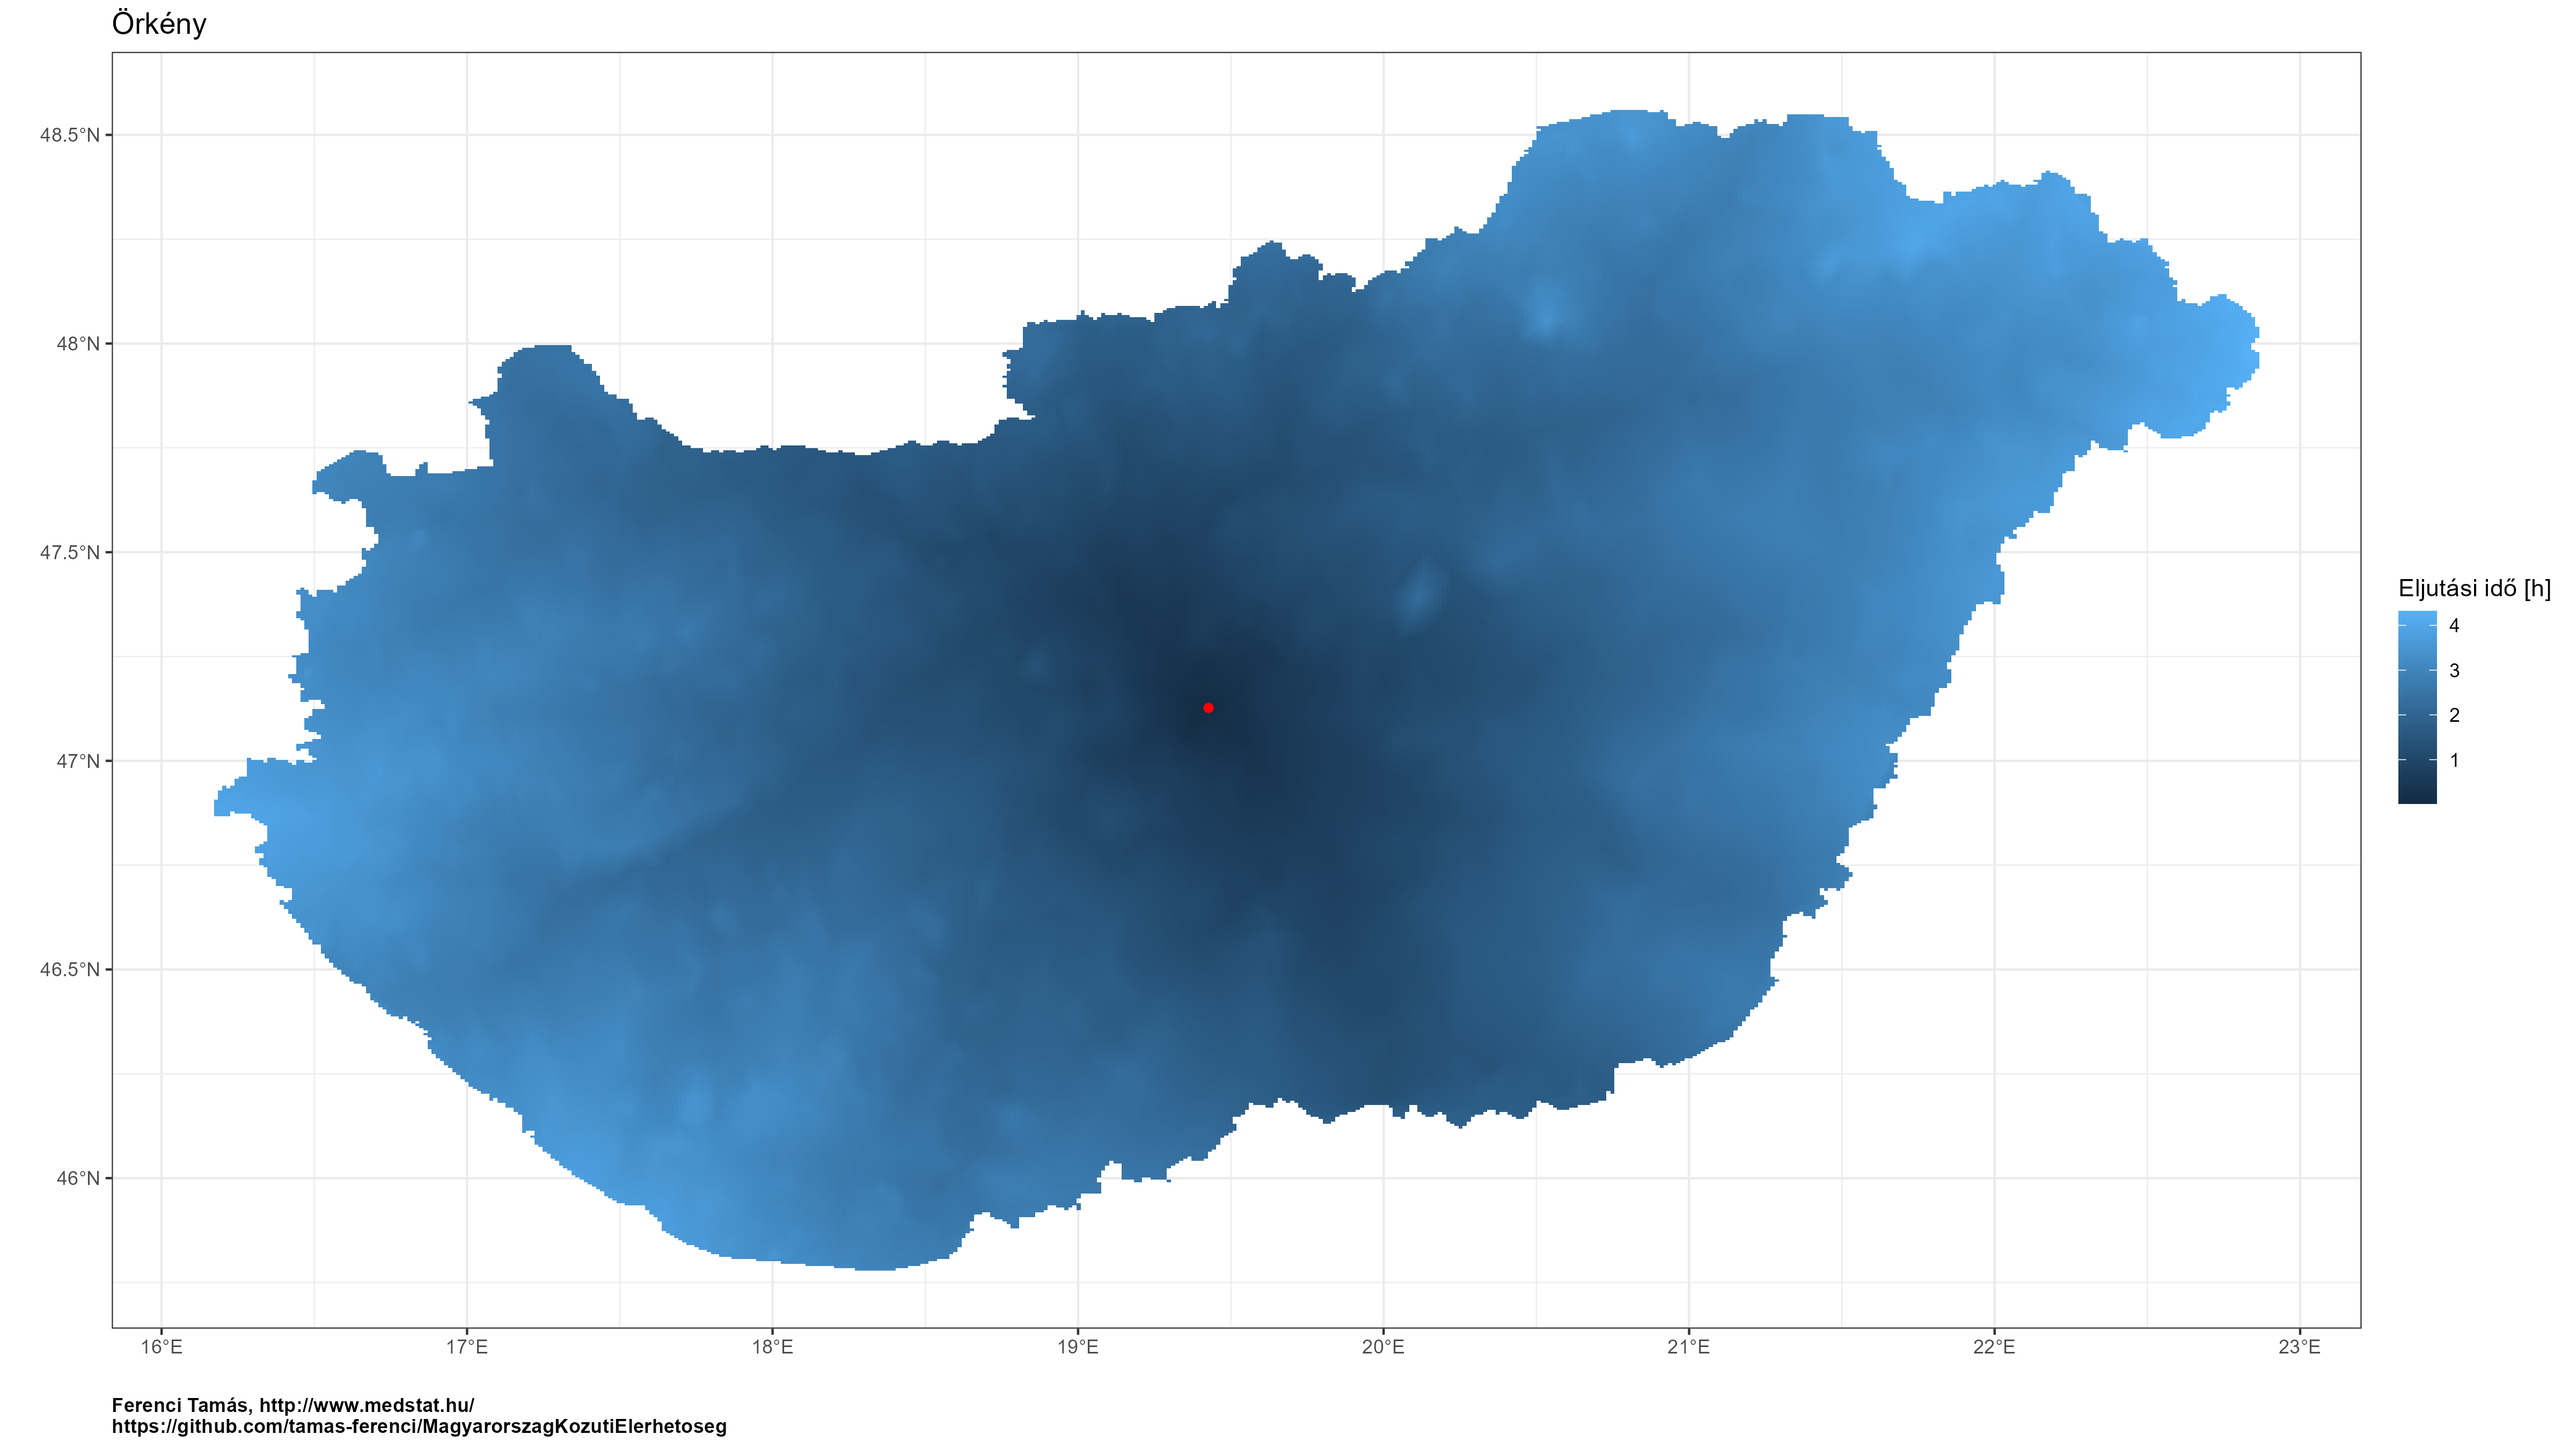 Örkény
48.5°N
48°N
47.5°N
47°N
46.5°N
46°N
16°E 17°E 18°E 19°E 20°E 21°E 22°E 23°E
Eljutási idő [h]
4
3
2
1
Ferenci Tamás, http://www.medstat.hu/
https://github.com/tamas-ferenci/MagyarorszagKozutiElerhetoseg